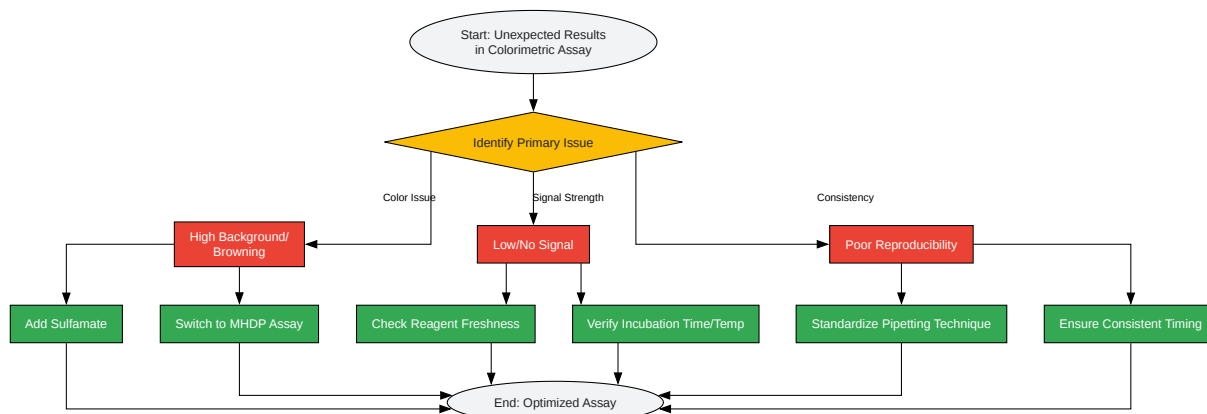 Start: Unexpected Results
in Colorimetric Assay
Identify Primary Issue
Color Issue
Signal Strength
Consistency
High Background/
Browning
Low/No Signal
Poor Reproducibility
Add Sulfamate
Switch to MHDP Assay
Check Reagent Freshness
Verify Incubation Time/Temp
Standardize Pipetting Technique
Ensure Consistent Timing
End: Optimized Assay